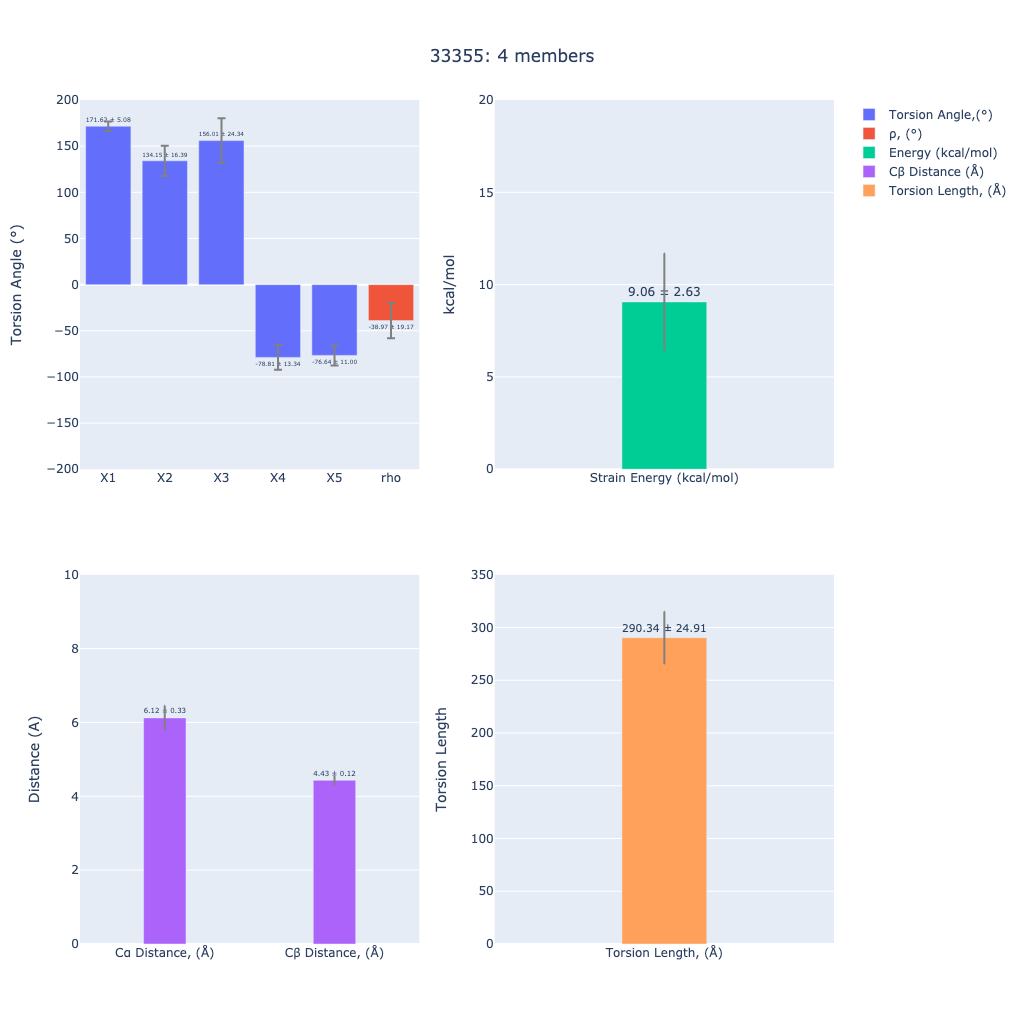 33355: 4 members
Torsion Angle (°)
200
150
100
50
0
−50
−100
−150
−200
171.62 ± 5.08
134.15 ± 16.39
156.01 ± 24.34
-78.81 ± 13.34
-76.64 ± 11.00
-38.97 ± 19.17
X1
X2
X3
X4
X5
rho
kcal/mol
20
15
10
5
0
9.06 ± 2.63
Strain Energy (kcal/mol)
Torsion Angle,(°)
ρ, (°)
Energy (kcal/mol)
Cβ Distance (Å)
Torsion Length, (Å)
Distance (A)
10
8
6
4
2
0
6.12 ± 0.33
4.43 ± 0.12
Cα Distance, (Å)
Cβ Distance, (Å)
Torsion Length
350
300
250
200
150
100
50
0
290.34 ± 24.91
Torsion Length, (Å)